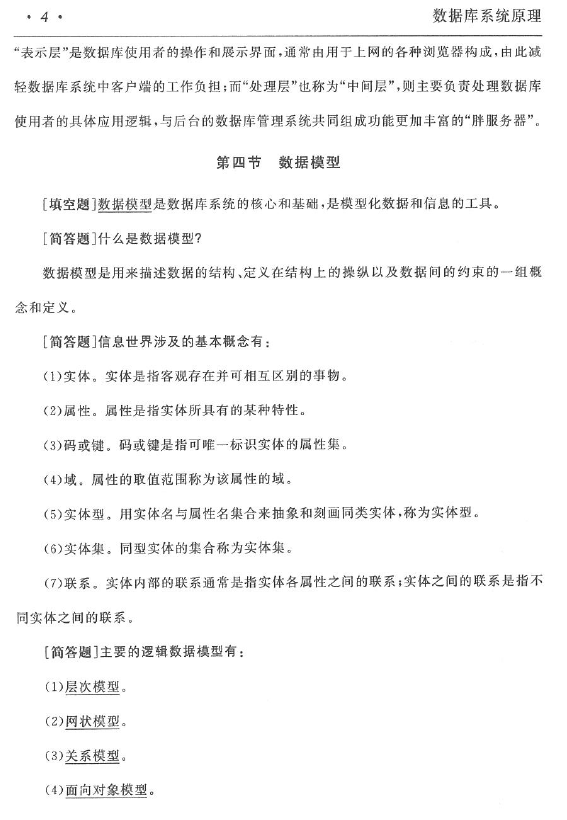 · 4 · 数据库系统原理
“表示层”是数据库使用者的操作和展示界面,通常由用于上网的各种浏览器构成,由此减
轻数据库系统中客户端的工作负担;而“处理层”也称为“中间层”,则主要负责处理数据库
使用者的具体应用逻辑,与后台的数据库管理系统共同组成功能更加丰富的“胖服务器”。
第四节 数据模型
[填空题]数据模型是数据库系统的核心和基础,是模型化数据和信息的工具。
[简答题]什么是数据模型?
数据模型是用来描述数据的结构、定义在结构上的操纵以及数据间的约束的一组概
念和定义。
[简答题]信息世界涉及的基本概念有:
(1)实体。实体是指客观存在并可相互区别的事物。
(2)属性。属性是指实体所具有的某种特性。
(3)码或键。码或键是指可唯一标识实体的属性集。
(4)域。属性的取值范围称为该属性的域。
(5)实体型。用实体名与属性名集合来抽象和刻画同类实体,称为实体型。
(6)实体集。同型实体的集合称为实体集。
(7)联系。实体内部的联系通常是指实体各属性之间的联系;实体之间的联系是指不
同实体之间的联系。
[简答题]主要的逻辑数据模型有:
(1)层次模型。
(2)网状模型。
(3)关系模型。
(4)面向对象模型。